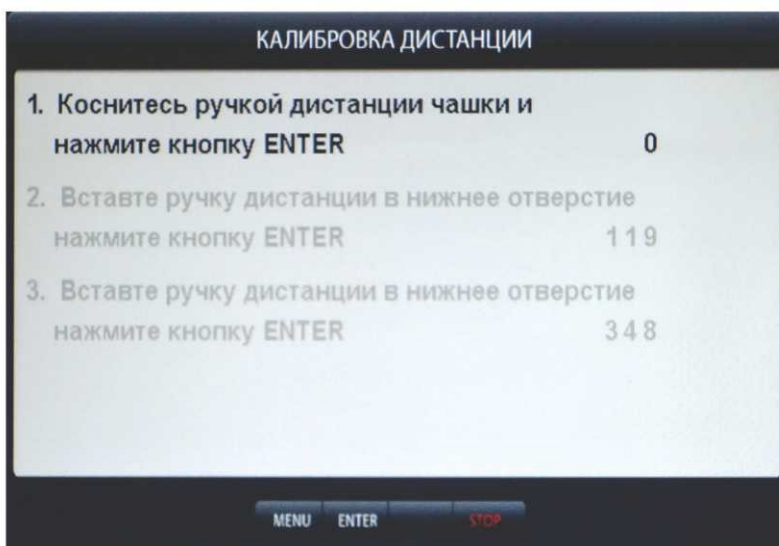 КАЛИБРОВКА ДИСТАНЦИИ
1. Коснитесь ручкой дистанции чашки и
нажмите кнопку ENTER 0
2. Вставте ручку дистанции в нижнее отверстие
нажмите кнопку ENTER 119
3. Вставте ручку дистанции в нижнее отверстие
нажмите кнопку ENTER 348
MENU ENTER STOP